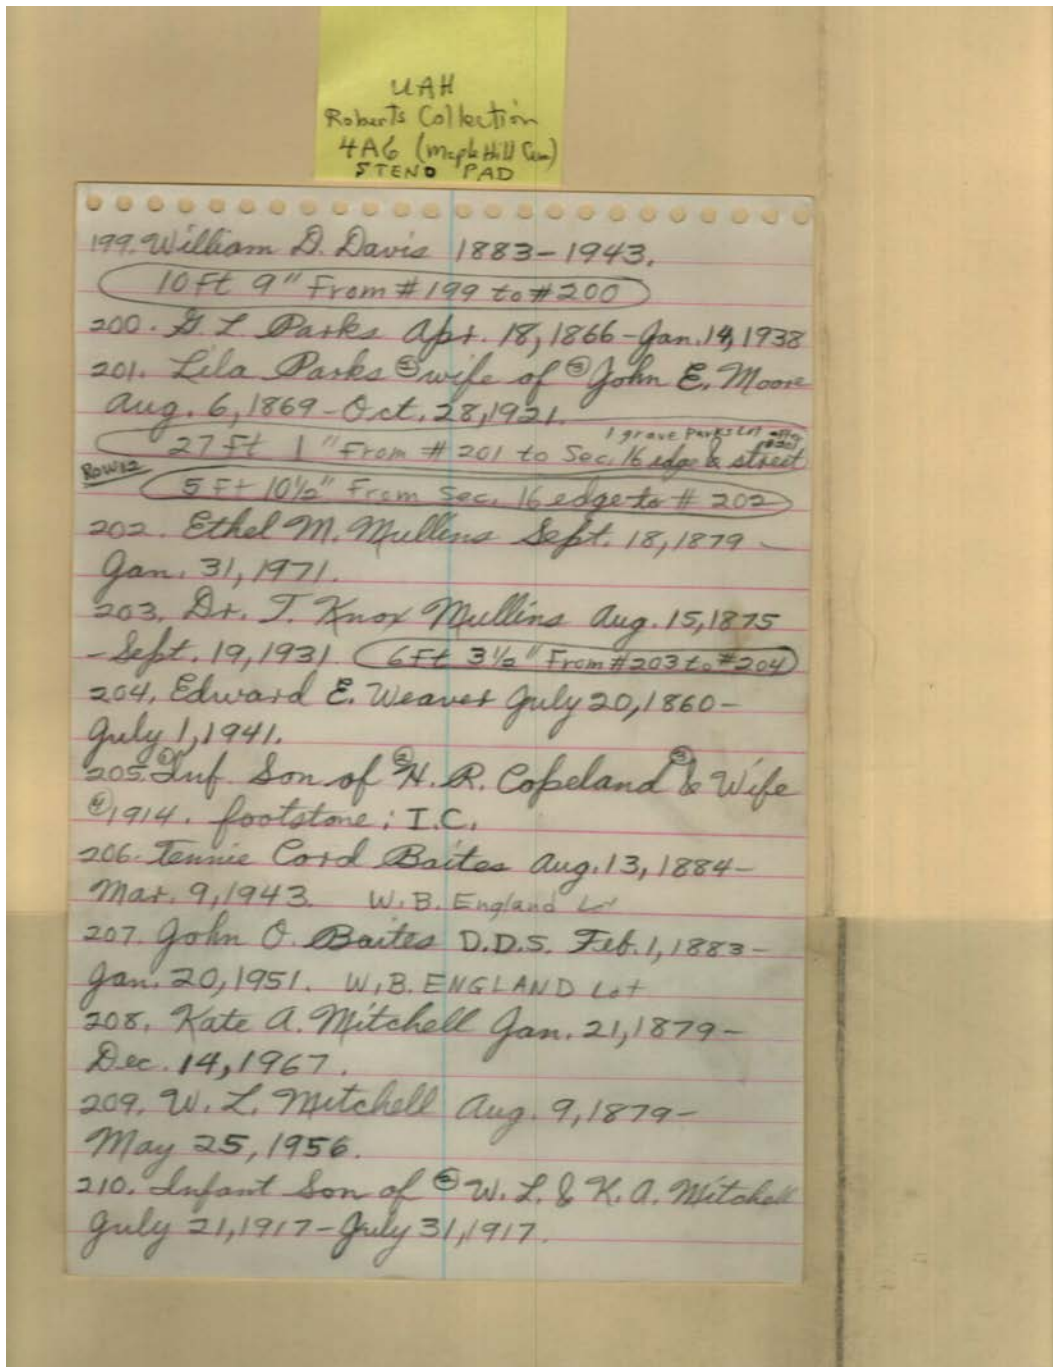 UAH
Roberts Collection
4A6 (Maple Hill Cem)
STENO PAD
199. William D. Davis 1883-1943.
10 Ft 9" From #199 to #200
200. G. L. Parks Apr. 18, 1866 - Jan. 14, 1938
201. Lila Parks ② wife of ③ John E. Moore
Aug. 6, 1869 - Oct. 28, 1921.
1 grave Parks Lot
27 Ft 1" From # 201 to Sec. 16 edge & street
Row 12
5 Ft 10½" From Sec. 16 edge to # 202
202. Ethel M. Mullins Sept. 18, 1879 -
Jan. 31, 1971.
203. Dr. T. Knox Mullins Aug. 15, 1875
- Sept. 19, 1931. 6 Ft 3½" From #203 to #204
204. Edward E. Weaver July 20, 1860 -
July 1, 1941.
205. ① Inf. Son of ② H. R. Copeland ③ & Wife
④ 1914. footstone: I.C.
206. Tennie Cord Baites Aug. 13, 1884 -
Mar. 9, 1943. W. B. England Lot
207. John O. Baites D.D.S. Feb. 1, 1883 -
Jan. 20, 1951. W. B. ENGLAND Lot
208. Kate A. Mitchell Jan. 21, 1879 -
Dec. 14, 1967.
209. W. L. Mitchell Aug. 9, 1879 -
May 25, 1956.
210. Infant Son of ② W. L. & K. A. Mitchell
July 21, 1917 - July 31, 1917.